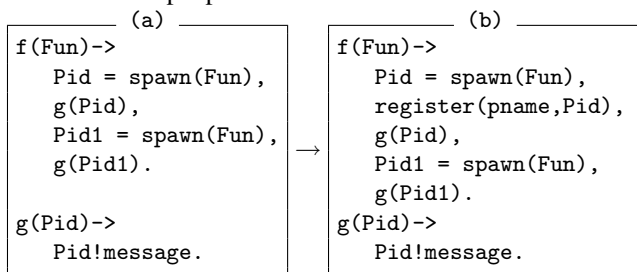 (a)
f(Fun)->
   Pid = spawn(Fun),
   g(Pid),
   Pid1 = spawn(Fun),
   g(Pid1).
g(Pid)->
   Pid!message.
→
(b)
f(Fun)->
   Pid = spawn(Fun),
   register(pname,Pid),
   g(Pid),
   Pid1 = spawn(Fun),
   g(Pid1).
g(Pid)->
   Pid!message.